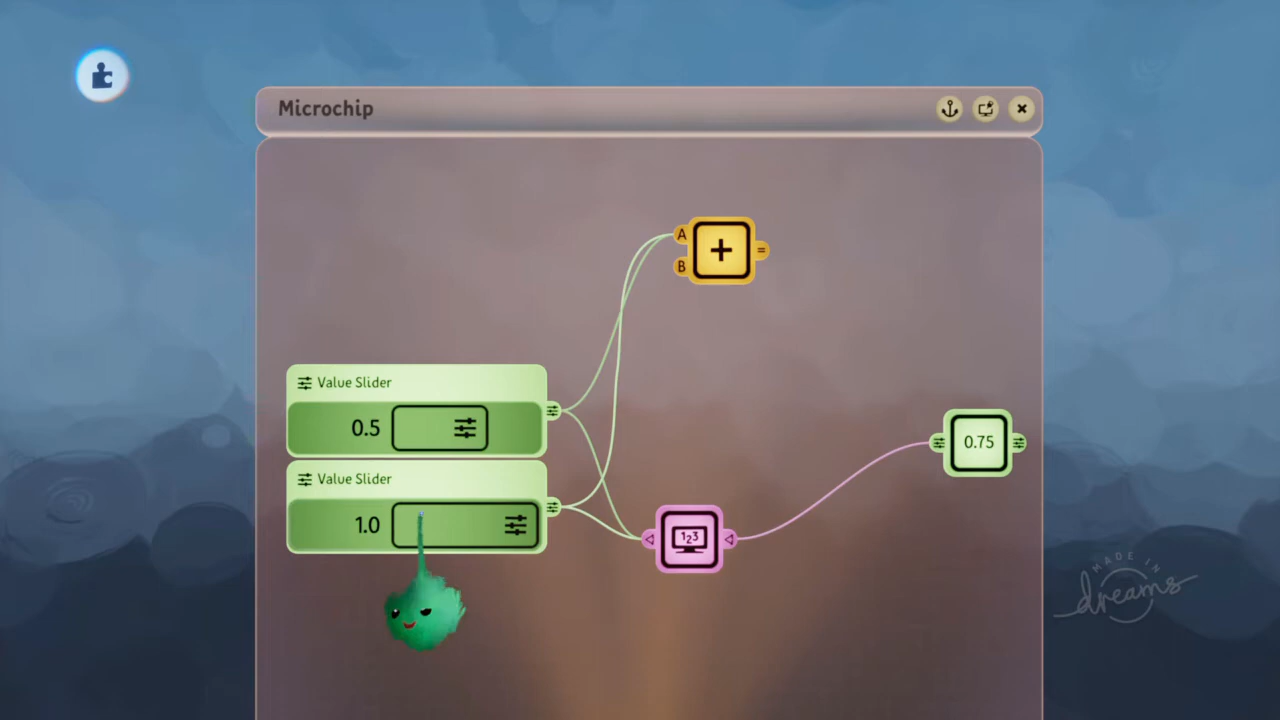 Microchip
A
+
=
B
Value Slider
0.5
0.75
Value Slider
1.0
123
MADE IN
dreams